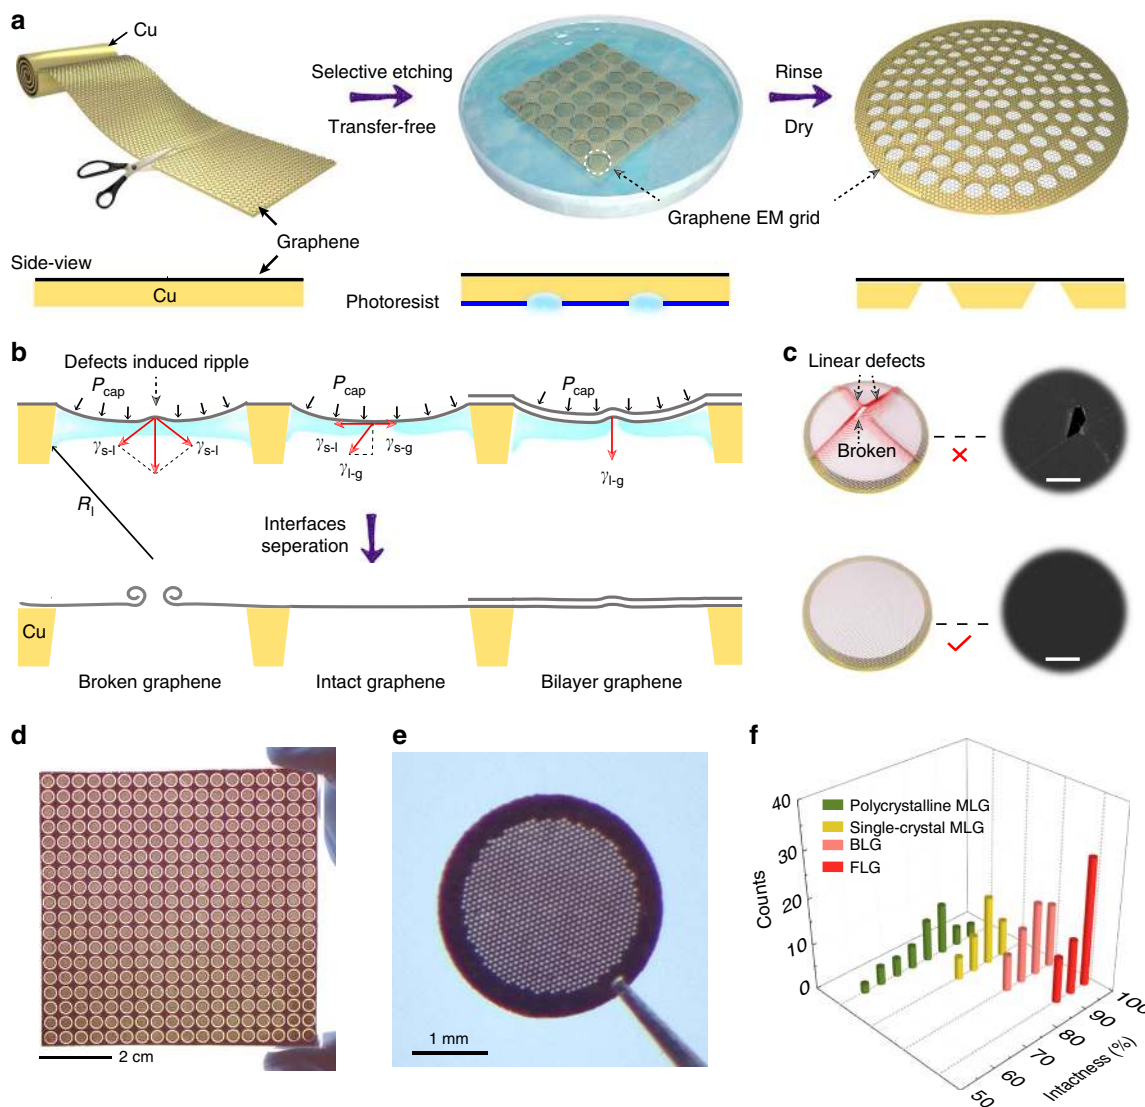 a
Cu
Selective etching
Transfer-free
Rinse
Dry
Graphene EM grid
Graphene
Side-view
Cu
Photoresist
b
Defects induced ripple
Pcap
Pcap
Pcap
γs-l
γs-l
γs-l
γs-g
γl-g
γl-g
Rl
Interfaces
seperation
Cu
Broken graphene
Intact graphene
Bilayer graphene
c
Linear defects
Broken
d
2 cm
e
1 mm
f
40
30
20
10
0
Counts
Polycrystalline MLG
Single-crystal MLG
BLG
FLG
50
60
70
80
90
100
Intactness (%)